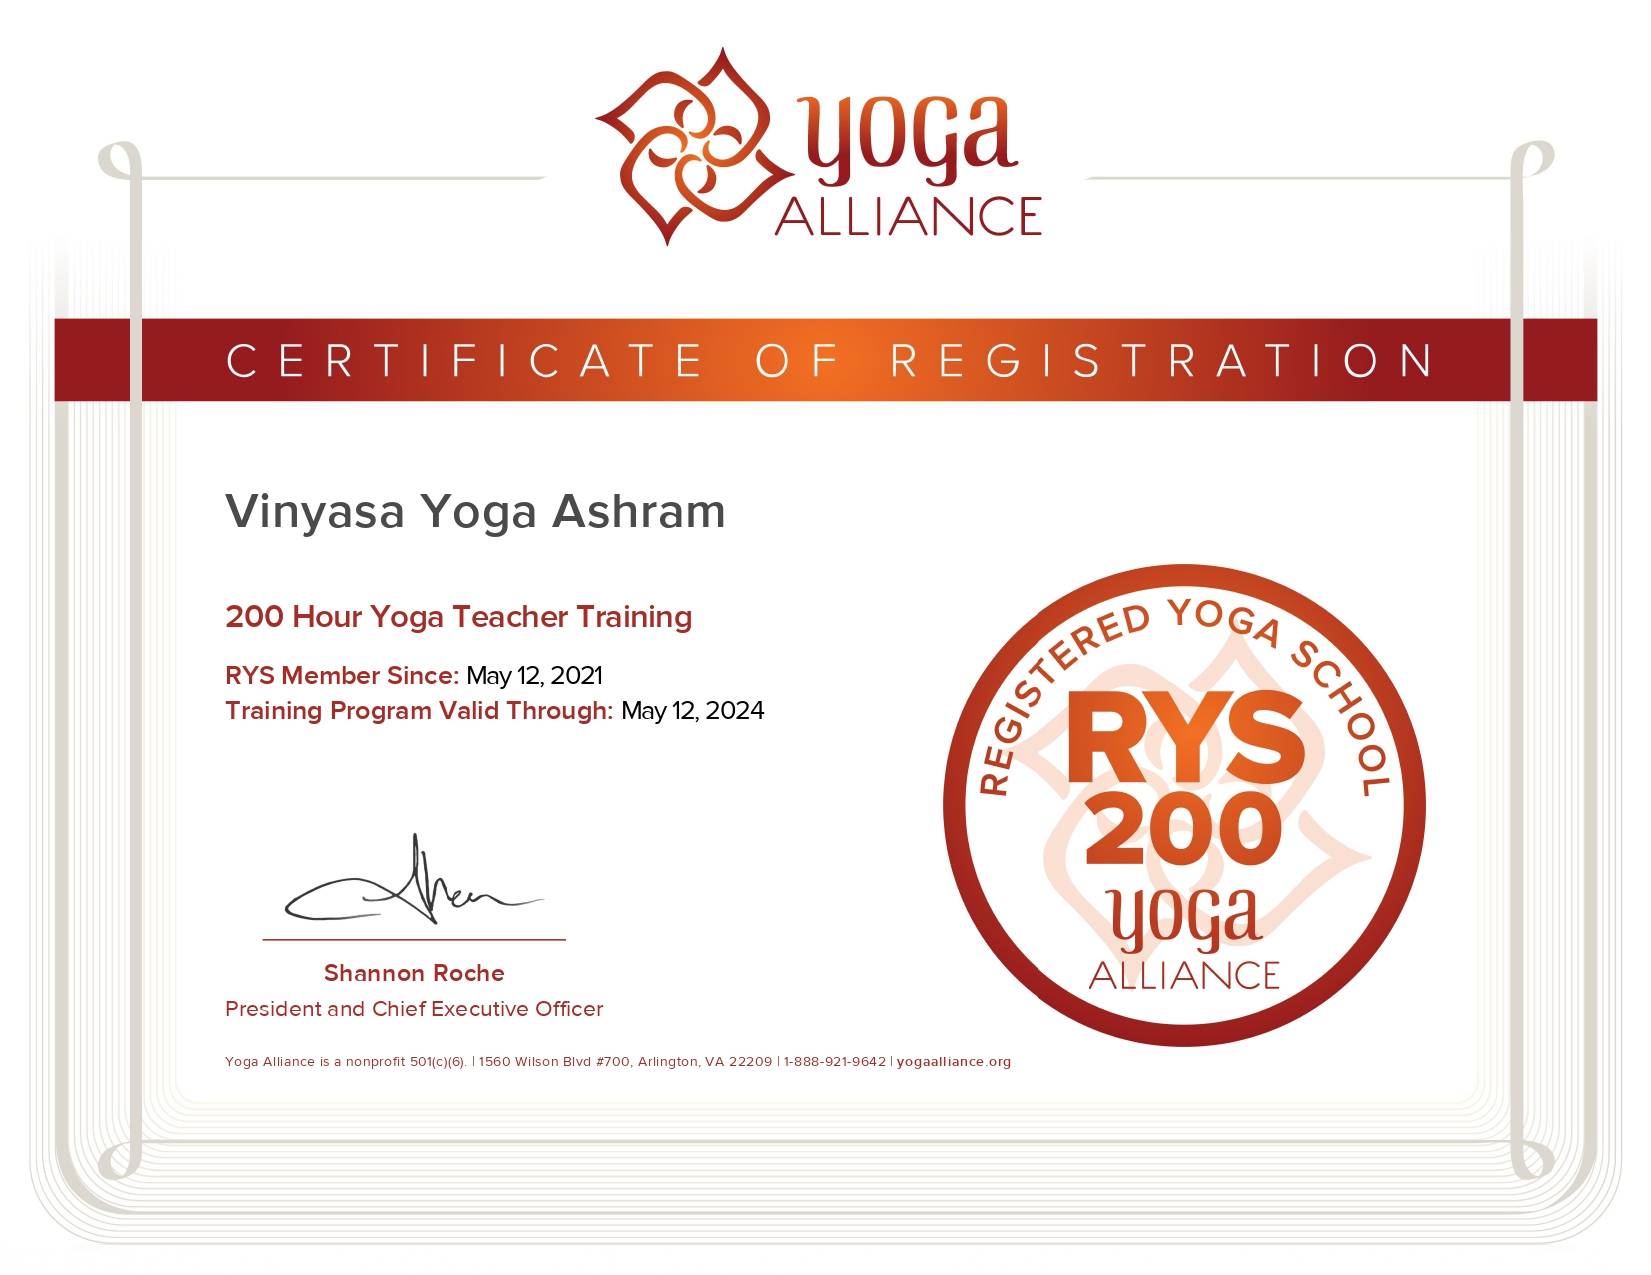 yoga
ALLIANCE
CERTIFICATE OF REGISTRATION
Vinyasa Yoga Ashram
200 Hour Yoga Teacher Training
RYS Member Since: May 12, 2021
Training Program Valid Through: May 12, 2024
REGISTERED YOGA SCHOOL
RYS
200
yoga
ALLIANCE
Shannon Roche
President and Chief Executive Officer
Yoga Alliance is a nonprofit 501(c)(6). | 1560 Wilson Blvd #700, Arlington, VA 22209 | 1-888-921-9642 | yogaalliance.org